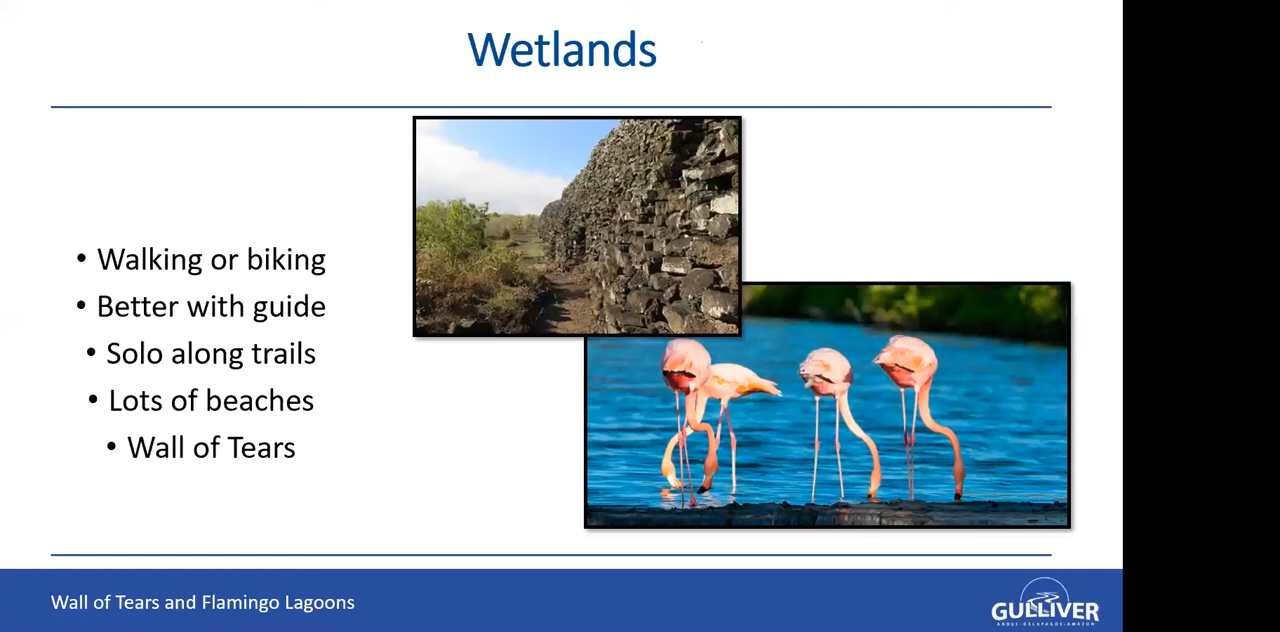 Wetlands
• Walking or biking
• Better with guide
• Solo along trails
• Lots of beaches
• Wall of Tears
Wall of Tears and Flamingo Lagoons
GULLIVER
ANDES-GALAPAGOS-AMAZON